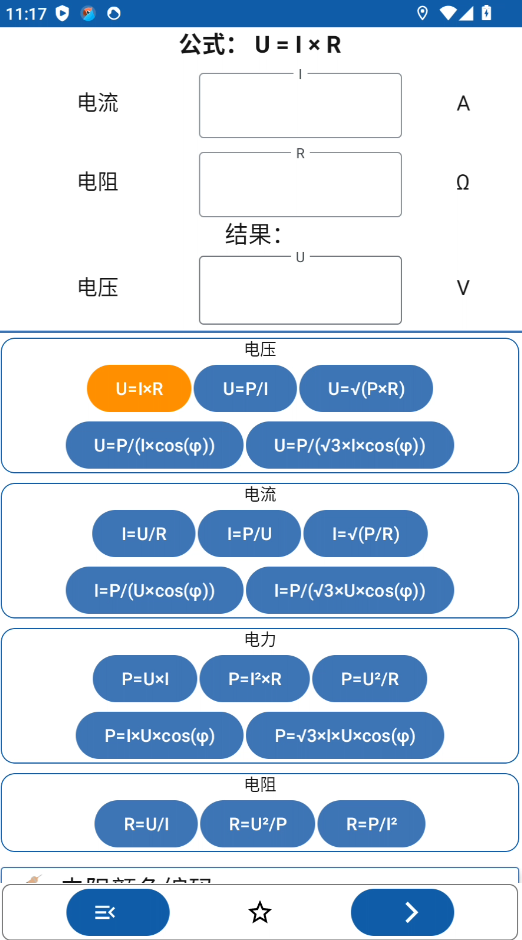 11:17
公式： U = I × R
I
电流 A
R
电阻 Ω
结果：
U
电压 V
电压
U=I×R U=P/I U=√(P×R)
U=P/(I×cos(φ)) U=P/(√3×I×cos(φ))
电流
I=U/R I=P/U I=√(P/R)
I=P/(U×cos(φ)) I=P/(√3×U×cos(φ))
电力
P=U×I P=I²×R P=U²/R
P=I×U×cos(φ) P=√3×I×U×cos(φ)
电阻
R=U/I R=U²/P R=P/I²